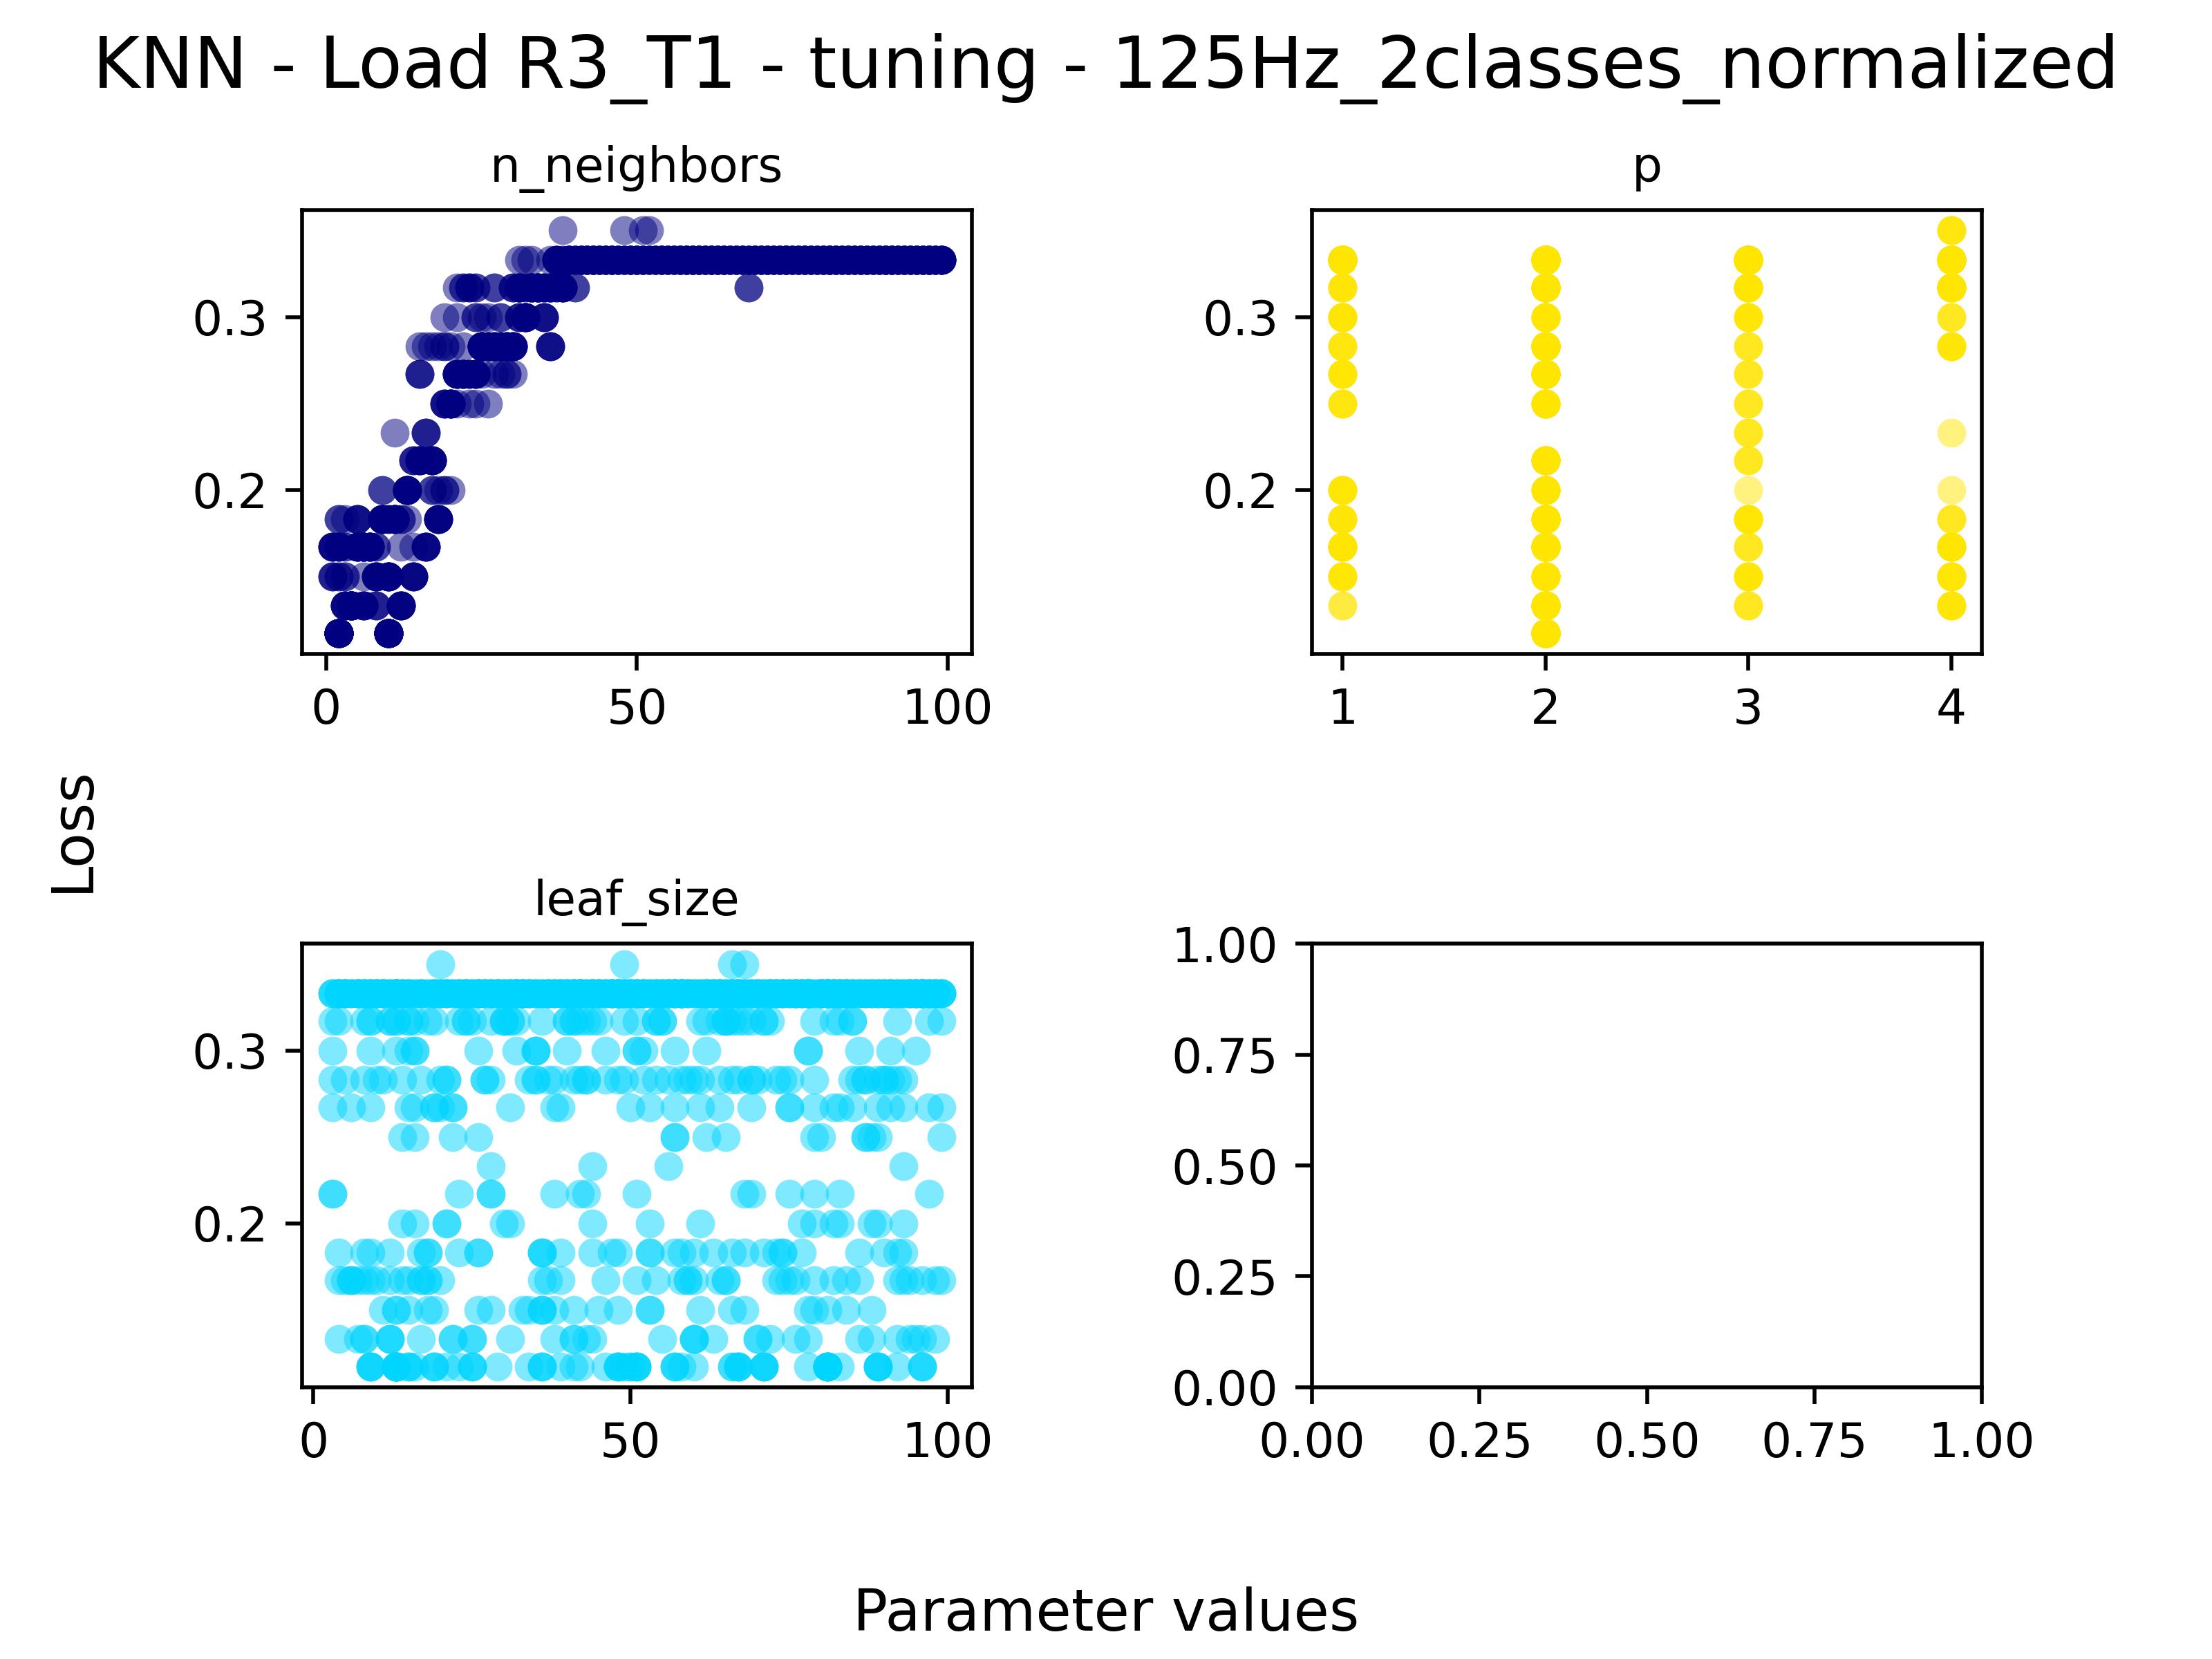 KNN - Load R3_T1 - tuning - 125Hz_2classes_normalized
n_neighbors
0.3
0.2
0 50 100
p
0.3
0.2
1 2 3 4
Loss
leaf_size
0.3
0.2
0 50 100
1.00
0.75
0.50
0.25
0.00
0.00 0.25 0.50 0.75 1.00
Parameter values